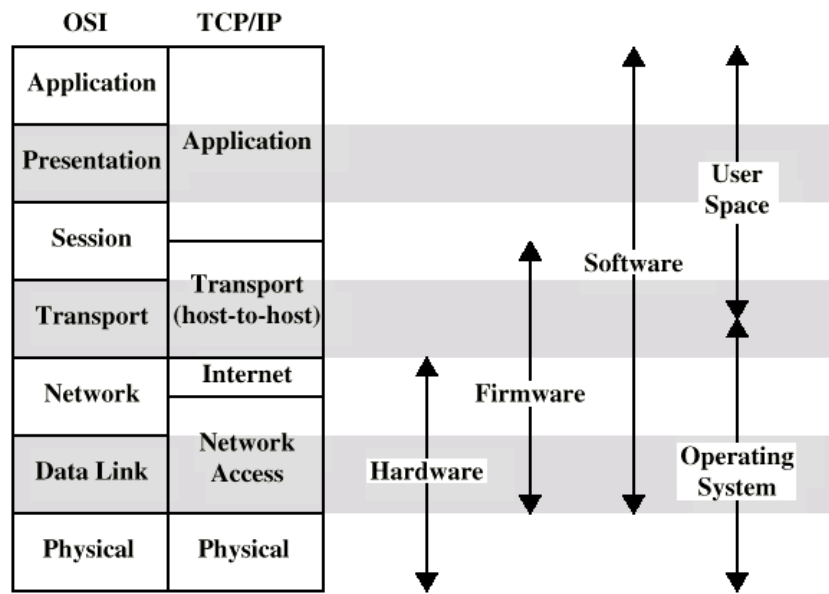 OSI TCP/IP
Application
Presentation
Session
Transport
Network
Data Link
Physical
Application
Transport
(host-to-host)
Internet
Network
Access
Physical
Hardware
Firmware
Software
User
Space
Operating
System